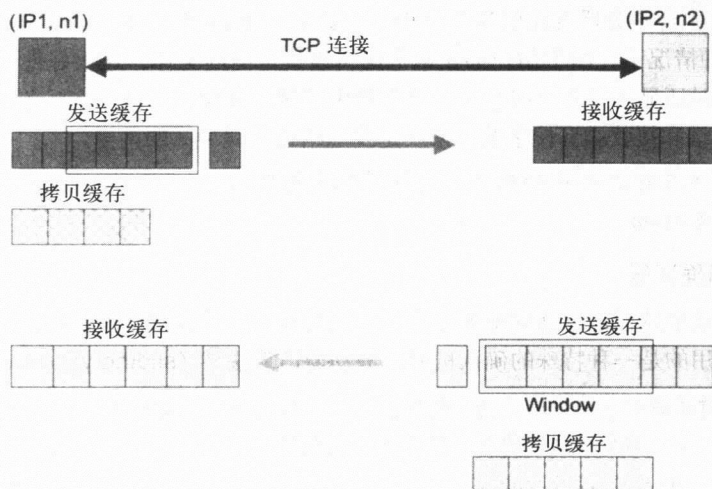 (IP1, n1)
(IP2, n2)
TCP 连接
发送缓存
接收缓存
拷贝缓存
接收缓存
发送缓存
Window
拷贝缓存